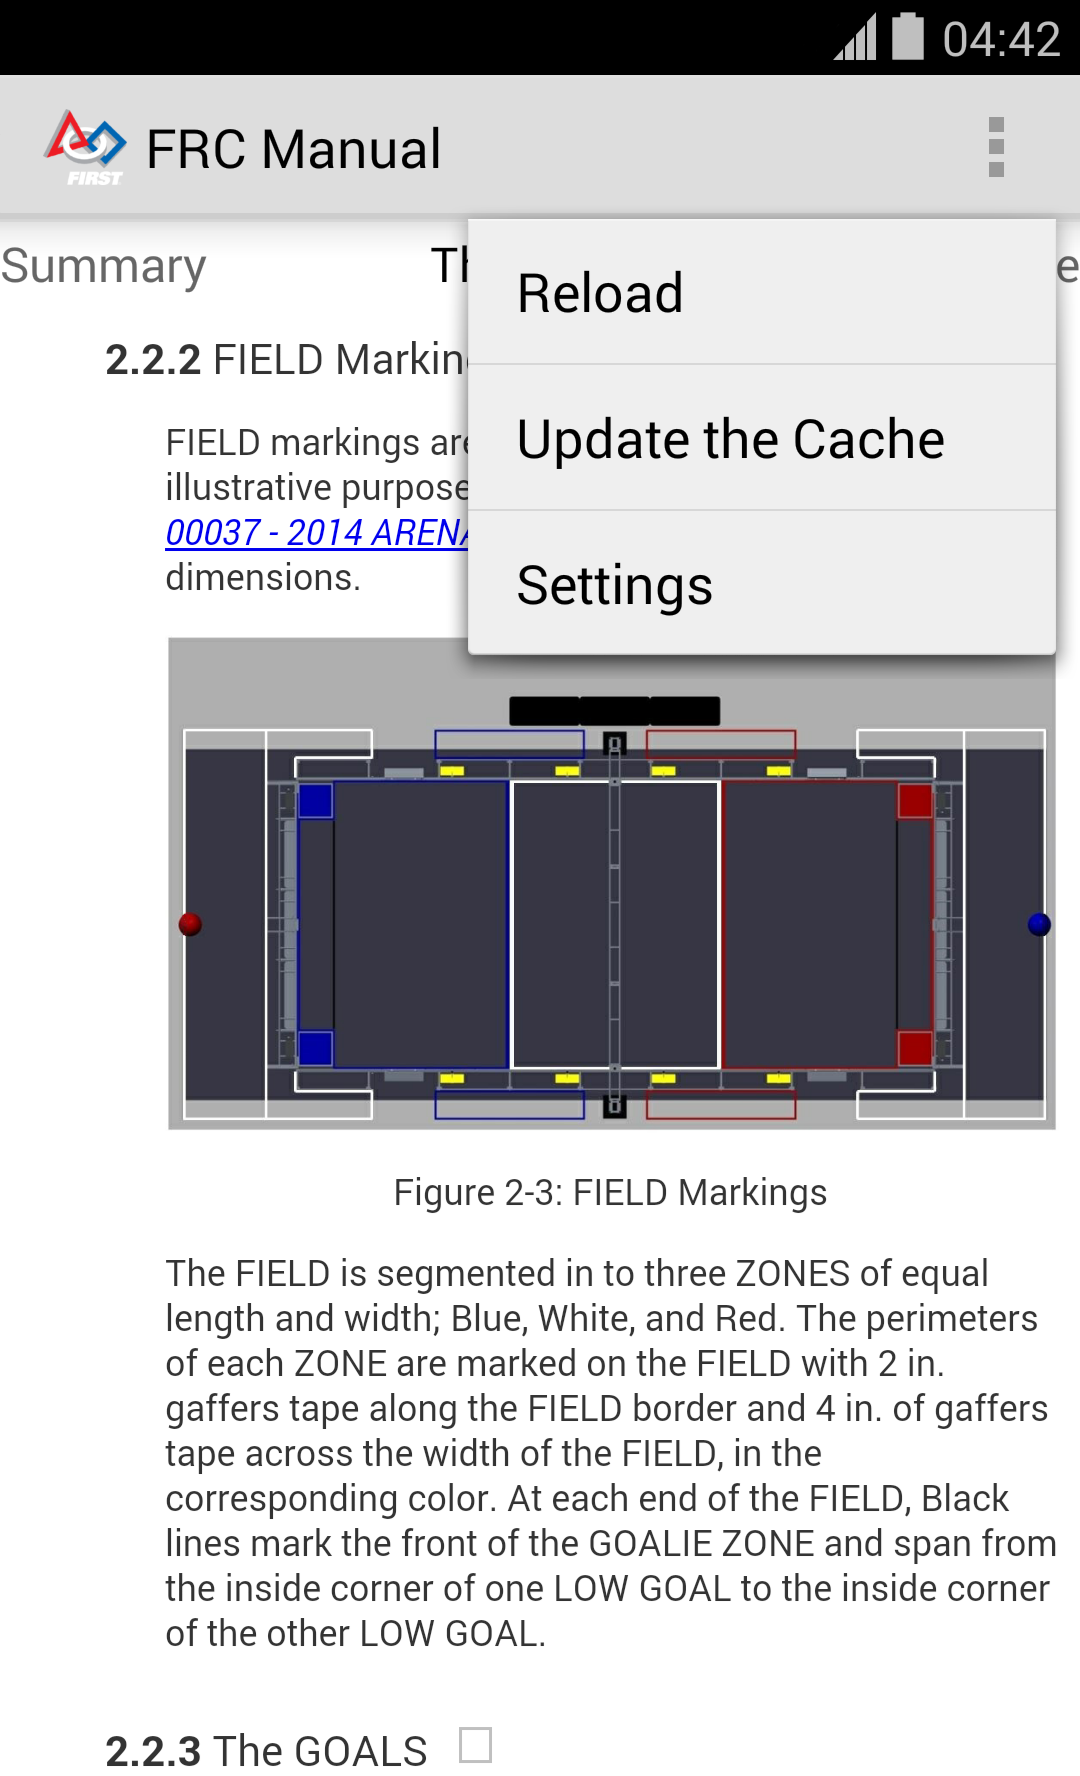 04:42
FIRST
FRC Manual
Summary
Reload
2.2.2 FIELD
Update the Cache
FIELD markings
illustrative
00037 - 2014
Settings
dimensions.
Figure 2-3: FIELD Markings
The FIELD is segmented in to three ZONES of equal
length and width; Blue, White, and Red. The perimeters
of each ZONE are marked on the FIELD with 2 in.
gaffers tape along the FIELD border and 4 in. of gaffers
tape across the width of the FIELD, in the
corresponding color. At each end of the FIELD, Black
lines mark the front of the GOALIE ZONE and span from
the inside corner of one LOW GOAL to the inside corner
of the other LOW GOAL.
2.2.3 The GOALS